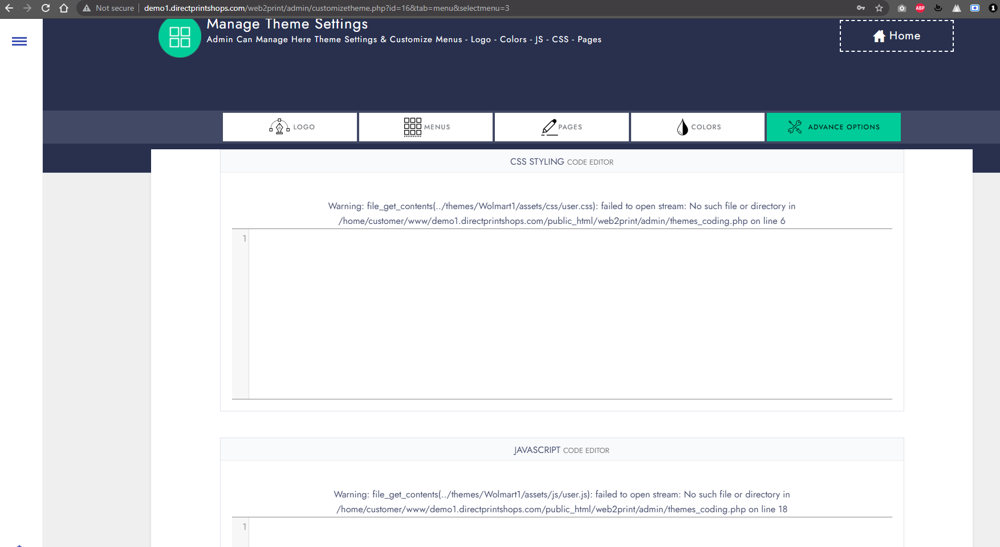 Not secure
demo1.directprintshops.com/web2print/admin/customizetheme.php?id=16&tab=menu&selectmenu=3
ABP
1
Manage Theme Settings
Admin Can Manage Here Theme Settings & Customize Menus - Logo - Colors - JS - CSS - Pages
Home
LOGO
MENUS
PAGES
COLORS
ADVANCE OPTIONS
CSS STYLING CODE EDITOR
Warning: file_get_contents(../themes/Wolmart1/assets/css/user.css): failed to open stream: No such file or directory in
/home/customer/www/demo1.directprintshops.com/public_html/web2print/admin/themes_coding.php on line 6
1
JAVASCRIPT CODE EDITOR
Warning: file_get_contents(../themes/Wolmart1/assets/js/user.js): failed to open stream: No such file or directory in
/home/customer/www/demo1.directprintshops.com/public_html/web2print/admin/themes_coding.php on line 18
1